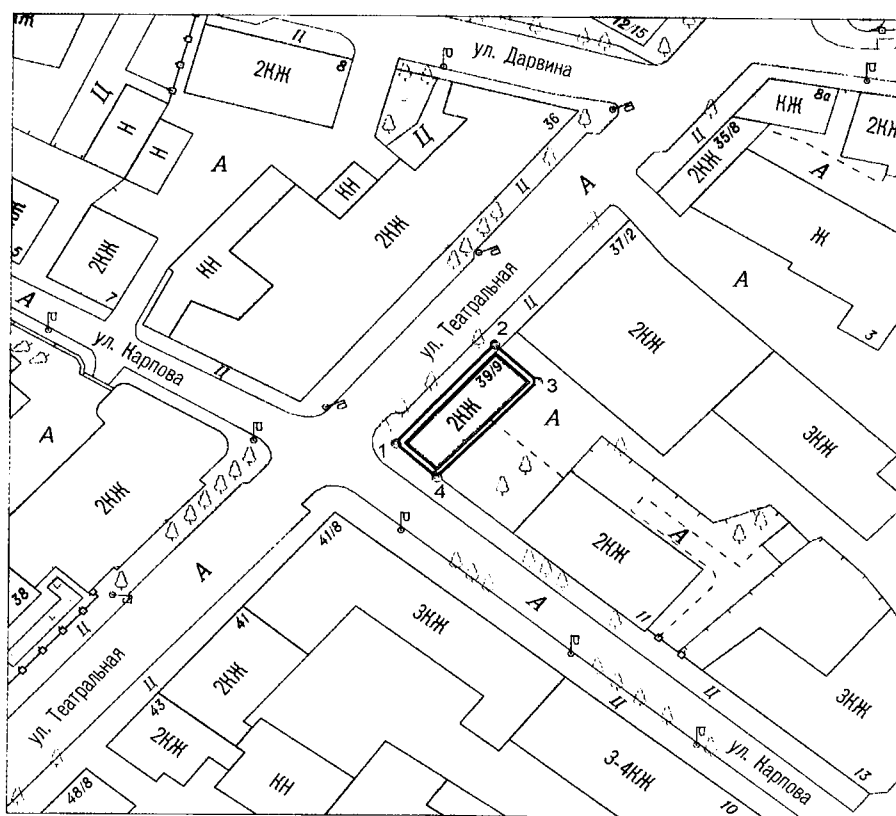 12/15
ул. Дарвина
Ц
2КЖ
8
Ц
Н
Н
А
36
Ц
КН
Ц
А
КЖ
8а
2КЖ
Ц
2КЖ
35/8
А
Ж
3
А
5
2КЖ
7
А
КН
2КЖ
37/2
ул. Театральная
Ц
2КЖ
ул. Карпова
Ц
2
39/9
2КЖ
3
А
1
4
3КЖ
А
2КЖ
А
2КЖ
11
А
41/8
3КЖ
А
38
Ц
41
2КЖ
Ц
Ц
3КЖ
ул. Театральная
Ц
43
2КЖ
48/8
КН
3-4КЖ
10
ул. Карпова
13